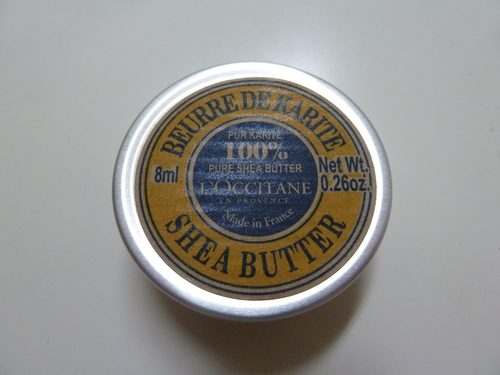 BEURRE DE KARITE
PUR KARITE
100%
PURE SHEA BUTTER
8ml
Net Wt.
0.26oz.
L'OCCITANE
EN PROVENCE
Made in France
SHEA BUTTER